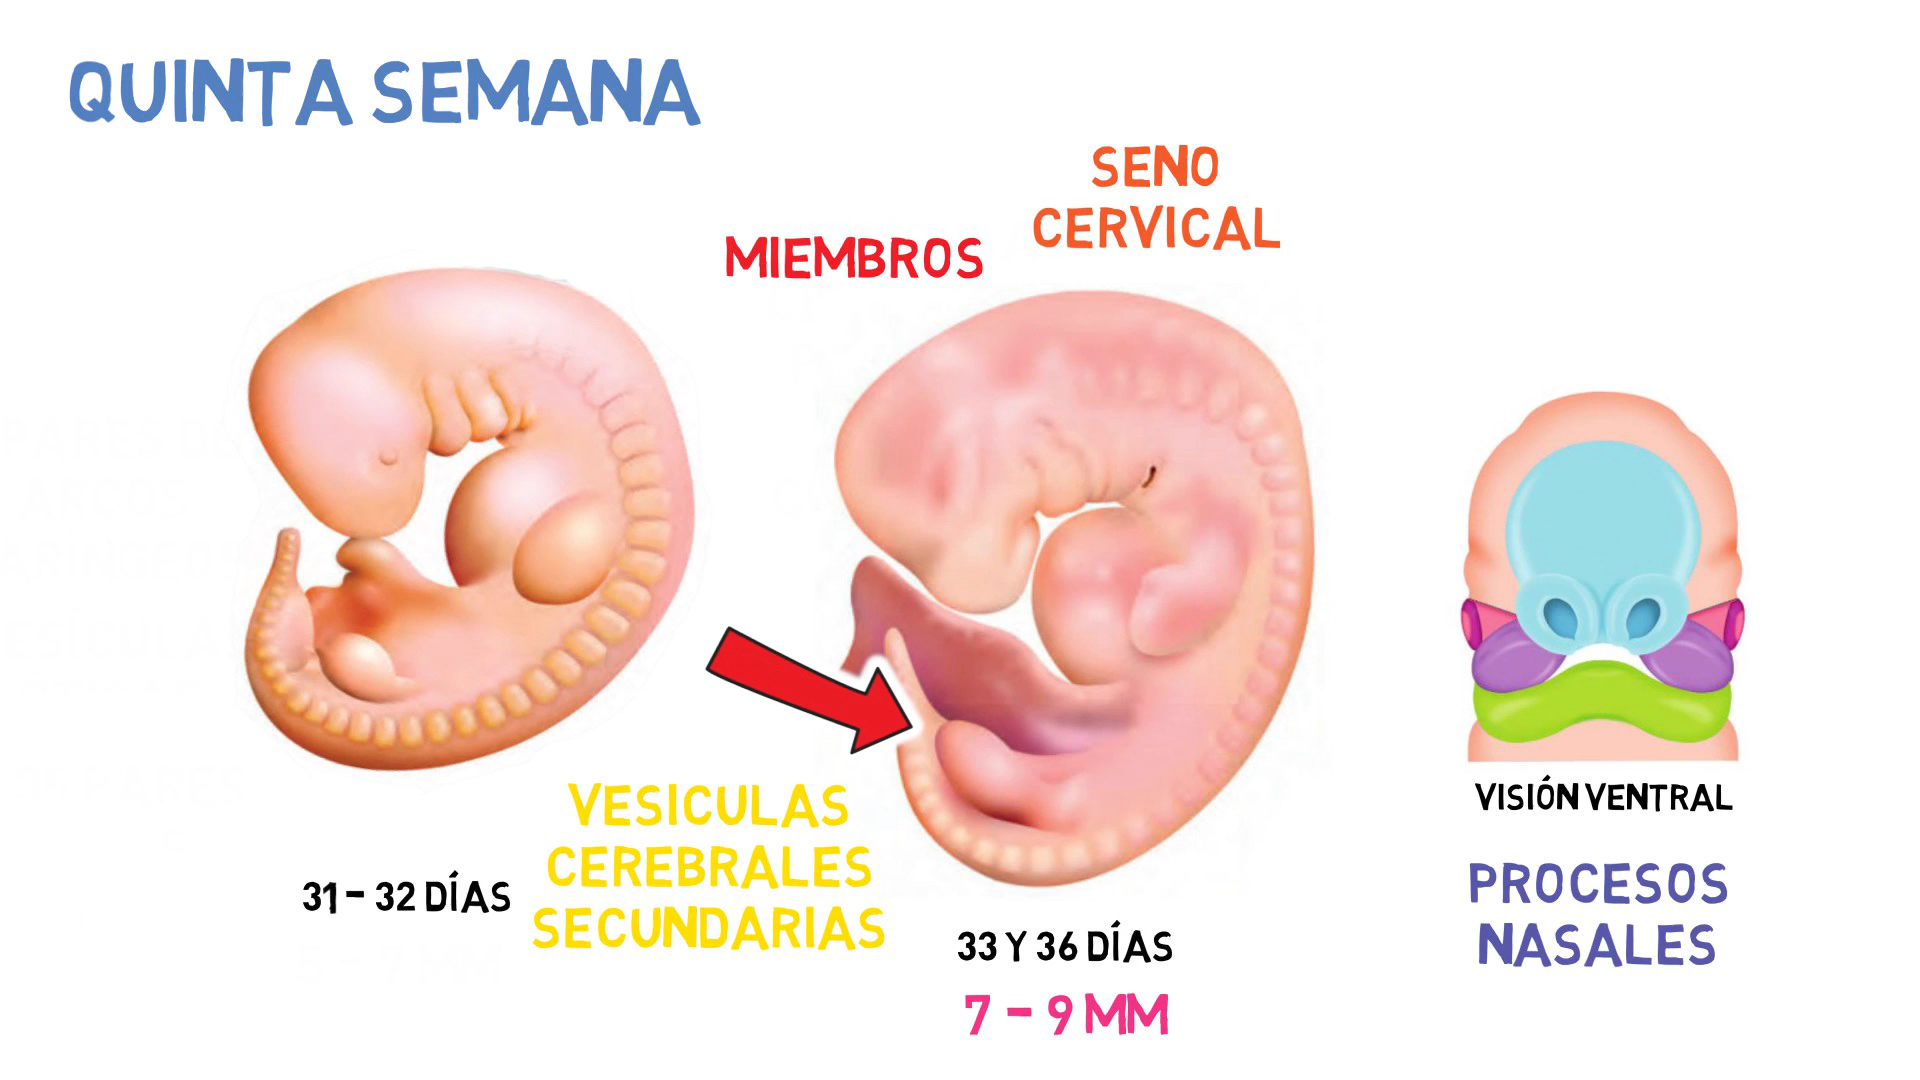 QUINTA SEMANA
SENO
CERVICAL
MIEMBROS
VESICULAS
CEREBRALES
SECUNDARIAS
31 - 32 DÍAS
33 Y 36 DÍAS
7 - 9 MM
VISIÓN VENTRAL
PROCESOS
NASALES